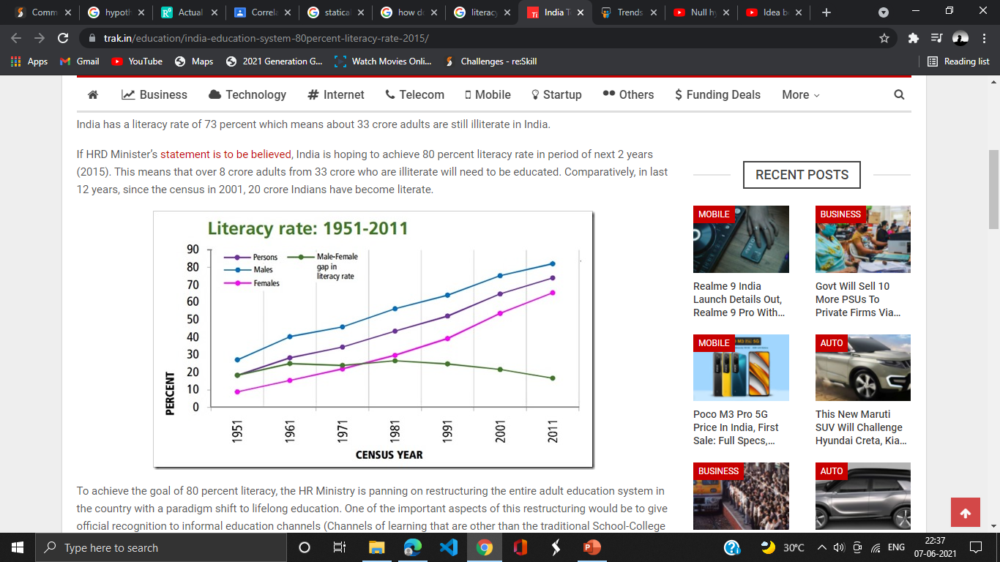 Comm
hypoth
Actual
Correla
statical
how do
literacy
India T
Trends
Null hy
Idea b
trak.in/education/india-education-system-80percent-literacy-rate-2015/
Apps
Gmail
YouTube
Maps
2021 Generation G...
Watch Movies Onli...
Challenges - re:Skill
Reading list
Business
Technology
Internet
Telecom
Mobile
Startup
Others
Funding Deals
More
India has a literacy rate of 73 percent which means about 33 crore adults are still illiterate in India.
If HRD Minister's statement is to be believed, India is hoping to achieve 80 percent literacy rate in period of next 2 years
(2015). This means that over 8 crore adults from 33 crore who are illiterate will need to be educated. Comparatively, in last
12 years, since the census in 2001, 20 crore Indians have become literate.
Literacy rate: 1951-2011
90
80
70
60
50
40
30
20
10
0
PERCENT
Persons
Males
Females
Male-Female
gap in
literacy rate
1951
1961
1971
1981
1991
2001
2011
CENSUS YEAR
To achieve the goal of 80 percent literacy, the HR Ministry is panning on restructuring the entire adult education system in
the country with a paradigm shift to lifelong education. One of the important aspects of this restructuring would be to give
official recognition to informal education channels (Channels of learning that are other than the traditional School-College
RECENT POSTS
MOBILE
Realme 9 India
Launch Details Out,
Realme 9 Pro With...
BUSINESS
Govt Will Sell 10
More PSUs To
Private Firms Via...
MOBILE
M3 5G
Poco M3 Pro 5G
Price In India, First
Sale: Full Specs,...
AUTO
This New Maruti
SUV Will Challenge
Hyundai Creta, Kia...
BUSINESS
AUTO
Type here to search
30°C
ENG
22:37
07-06-2021